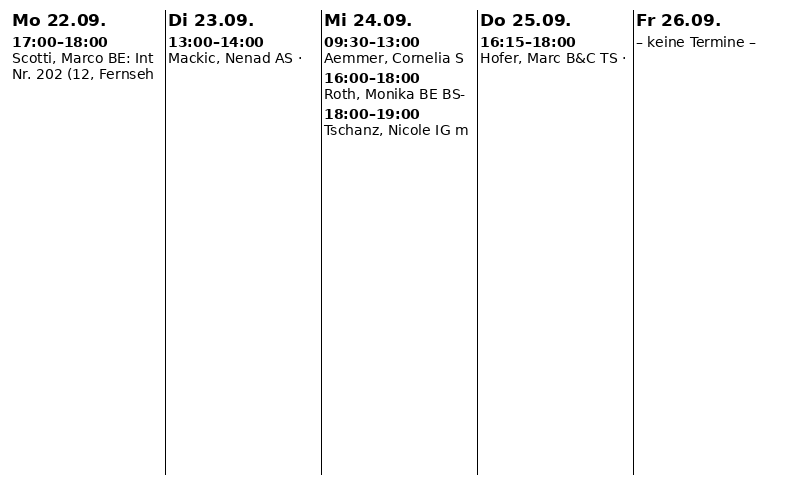 Mo 22.09.
17:00–18:00
Scotti, Marco BE: Int
Nr. 202 (12, Fernseh
Di 23.09.
13:00–14:00
Mackic, Nenad AS ·
Mi 24.09.
09:30–13:00
Aemmer, Cornelia S
16:00–18:00
Roth, Monika BE BS-
18:00–19:00
Tschanz, Nicole IG m
Do 25.09.
16:15–18:00
Hofer, Marc B&C TS ·
Fr 26.09.
– keine Termine –